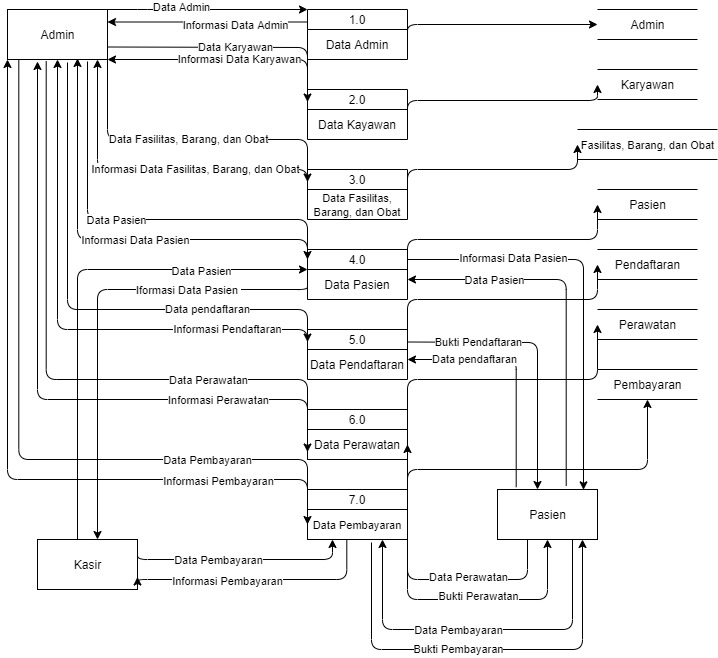 Data Admin
Admin
Informasi Data Admin
1.0
Data Admin
Admin
Data Karyawan
Informasi Data Karyawan
2.0
Data Kayawan
Karyawan
Data Fasilitas, Barang, dan Obat
Informasi Data Fasilitas, Barang, dan Obat
3.0
Data Fasilitas,
Barang, dan Obat
Fasilitas, Barang, dan Obat
Data Pasien
Informasi Data Pasien
4.0
Data Pasien
Pasien
Informasi Data Pasien
Data Pasien
Data Pasien
Iformasi Data Pasien
Pendaftaran
Data pendaftaran
Informasi Pendaftaran
5.0
Data Pendaftaran
Bukti Pendaftaran
Data pendaftaran
Perawatan
Data Perawatan
Informasi Perawatan
6.0
Data Perawatan
Pembayaran
Data Pembayaran
Informasi Pembayaran
7.0
Data Pembayaran
Pasien
Kasir
Data Pembayaran
Informasi Pembayaran
Data Perawatan
Bukti Perawatan
Data Pembayaran
Bukti Pembayaran